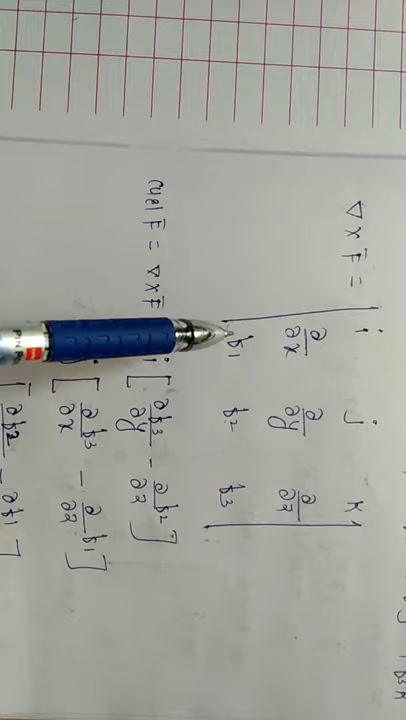 ∇ × F̄ = | i j k |
| ∂/∂x ∂/∂y ∂/∂z |
| f₁ f₂ f₃ |
curl F̄ = ∇ × F̄
i [ ∂f₃/∂y - ∂f₂/∂z ]
[ ∂f₃/∂x - ∂f₁/∂z ]
[ ∂f₂ - ∂f₁ ]